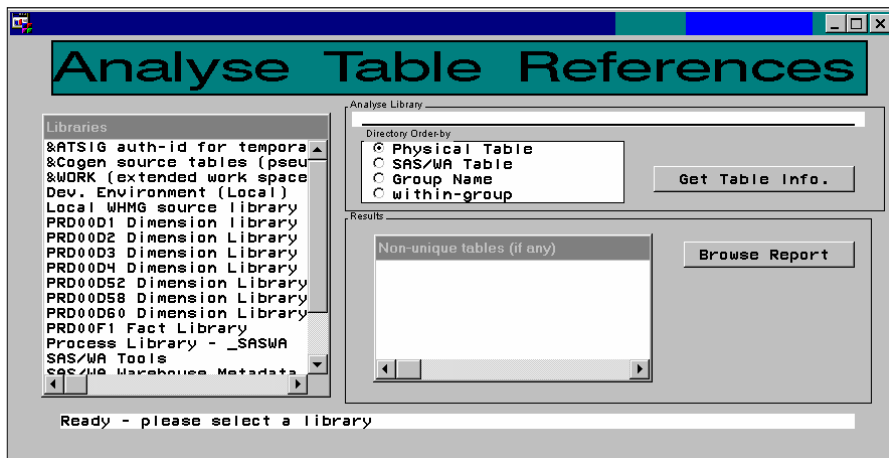 Analyse Table References
Libraries
&ATSIG auth-id for tempora
&Cogen source tables (pseu
&WORK (extended work space
Dev. Environment (Local)
Local WHMG source library
PRD00D1 Dimension library
PRD00D2 Dimension Library
PRD00D3 Dimension Library
PRD00D4 Dimension Library
PRD00D52 Dimension Library
PRD00D58 Dimension Library
PRD00D60 Dimension Library
PRD00F1 Fact Library
Process Library - _SASWA
SAS/WA Tools
SAS/WA Warehouse Metadata
Analyse Library
Directory Order-by
Physical Table
SAS/WA Table
Group Name
within-group
Get Table Info.
Results
Non-unique tables (if any)
Browse Report
Ready - please select a library